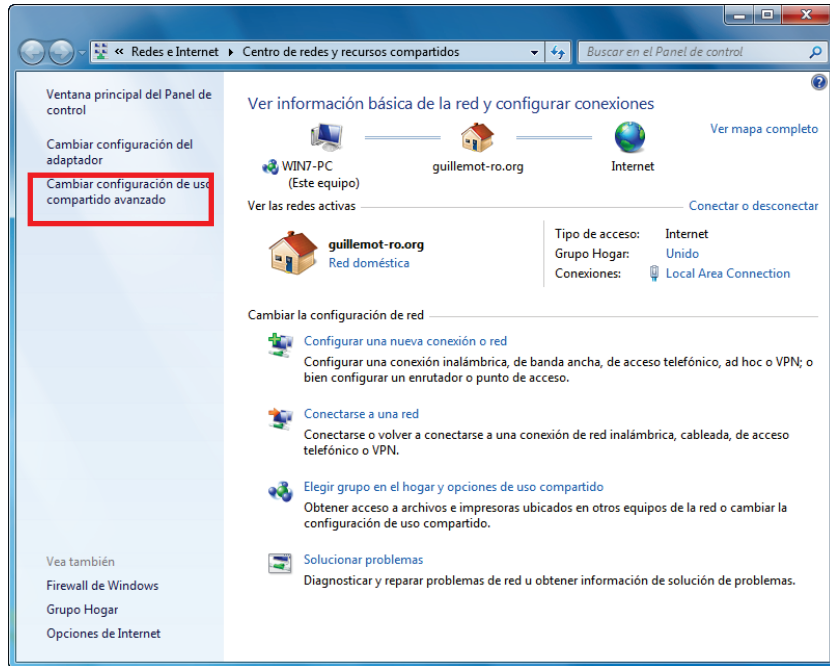 « Redes e Internet ▸ Centro de redes y recursos compartidos
Buscar en el Panel de control
Ventana principal del Panel de
control
Cambiar configuración del
adaptador
Cambiar configuración de uso
compartido avanzado
Vea también
Firewall de Windows
Grupo Hogar
Opciones de Internet
Ver información básica de la red y configurar conexiones
Ver mapa completo
WIN7-PC
(Este equipo)
guillemot-ro.org
Internet
Ver las redes activas
Conectar o desconectar
guillemot-ro.org
Red doméstica
Tipo de acceso: Internet
Grupo Hogar: Unido
Conexiones: Local Area Connection
Cambiar la configuración de red
Configurar una nueva conexión o red
Configurar una conexión inalámbrica, de banda ancha, de acceso telefónico, ad hoc o VPN; o
bien configurar un enrutador o punto de acceso.
Conectarse a una red
Conectarse o volver a conectarse a una conexión de red inalámbrica, cableada, de acceso
telefónico o VPN.
Elegir grupo en el hogar y opciones de uso compartido
Obtener acceso a archivos e impresoras ubicados en otros equipos de la red o cambiar la
configuración de uso compartido.
Solucionar problemas
Diagnosticar y reparar problemas de red u obtener información de solución de problemas.